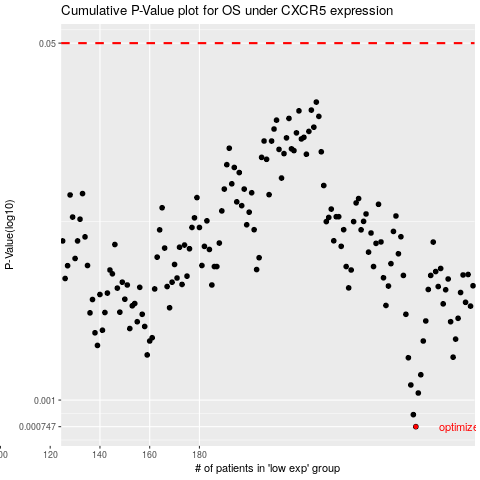 Cumulative P-Value plot for OS under CXCR5 expression
P-Value(log10)
0.05
0.001
0.000747
optimize
00 120 140 160 180
# of patients in 'low exp' group